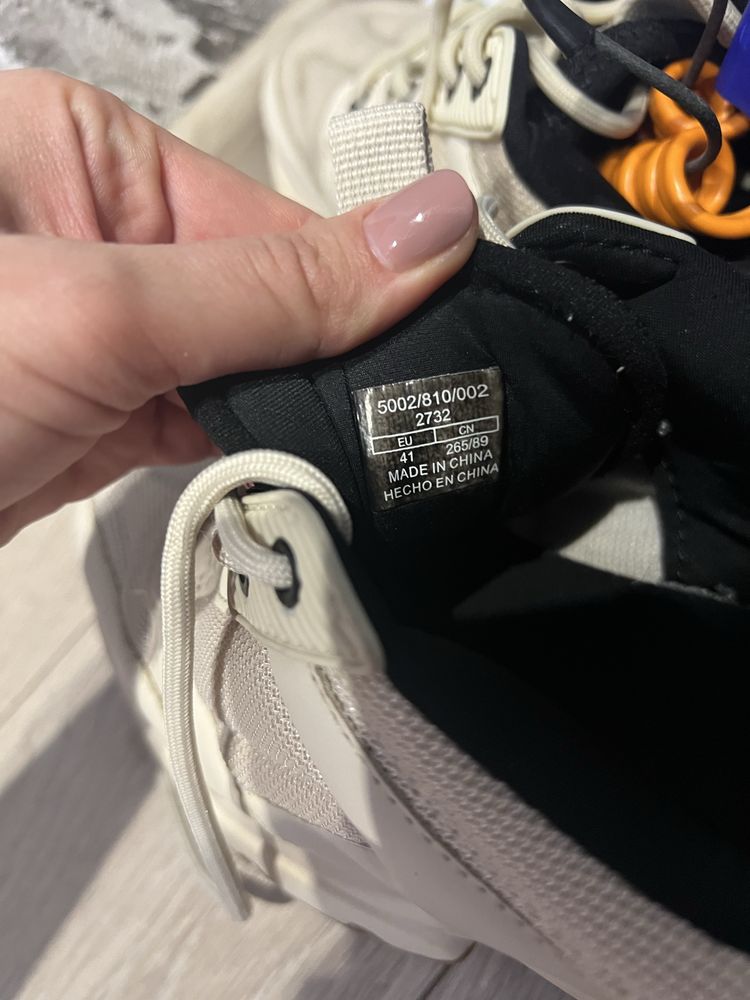 5002/810/002
2732
EU CN
41 265/89
MADE IN CHINA
HECHO EN CHINA